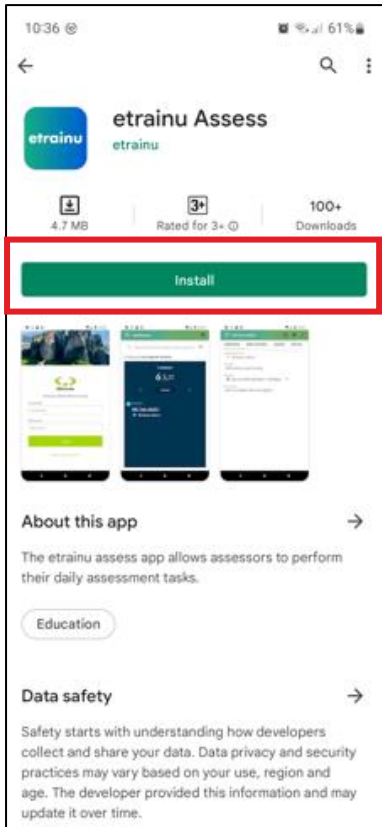 10:36
61%
etrainu
etrainu Assess
etrainu
3+
100+
4.7 MB
Rated for 3+
Downloads
Install
About this app
The etrainu assess app allows assessors to perform
their daily assessment tasks.
Education
Data safety
Safety starts with understanding how developers
collect and share your data. Data privacy and security
practices may vary based on your use, region and
age. The developer provided this information and may
update it over time.